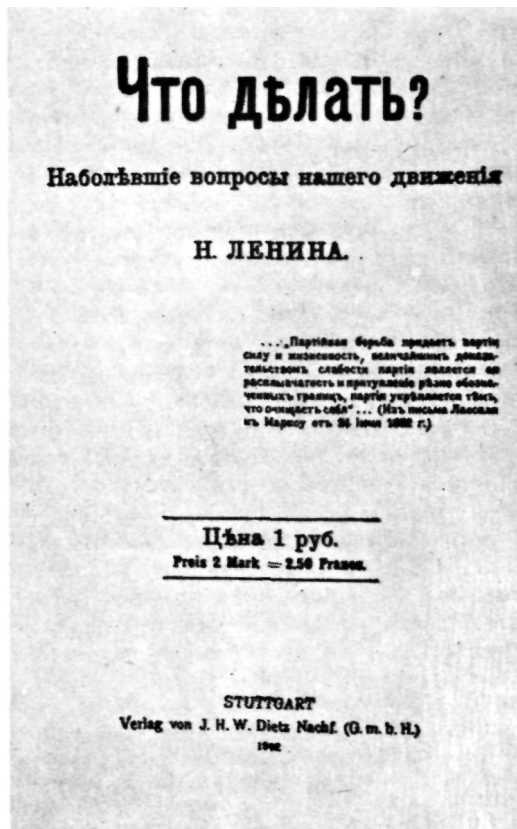 Что дѣлать?
Наболѣвшіе вопросы нашего движенія
Н. ЛЕНИНА.
. . . „Партійная борьба придаетъ партіи
силу и жизненность, величайшимъ доказа-
тельствомъ слабости партіи является ея
расплывчатость и притупленіе рѣзко обозна-
ченныхъ границъ, партія укрѣпляется тѣмъ,
что очищаетъ себя“ . . . (Изъ письма Лассаля
къ Марксу отъ 24 іюня 1852 г.)
Цѣна 1 руб.
Preis 2 Mark = 2.50 Francs.
STUTTGART
Verlag von J. H. W. Dietz Nachf. (G. m. b. H.)
1902